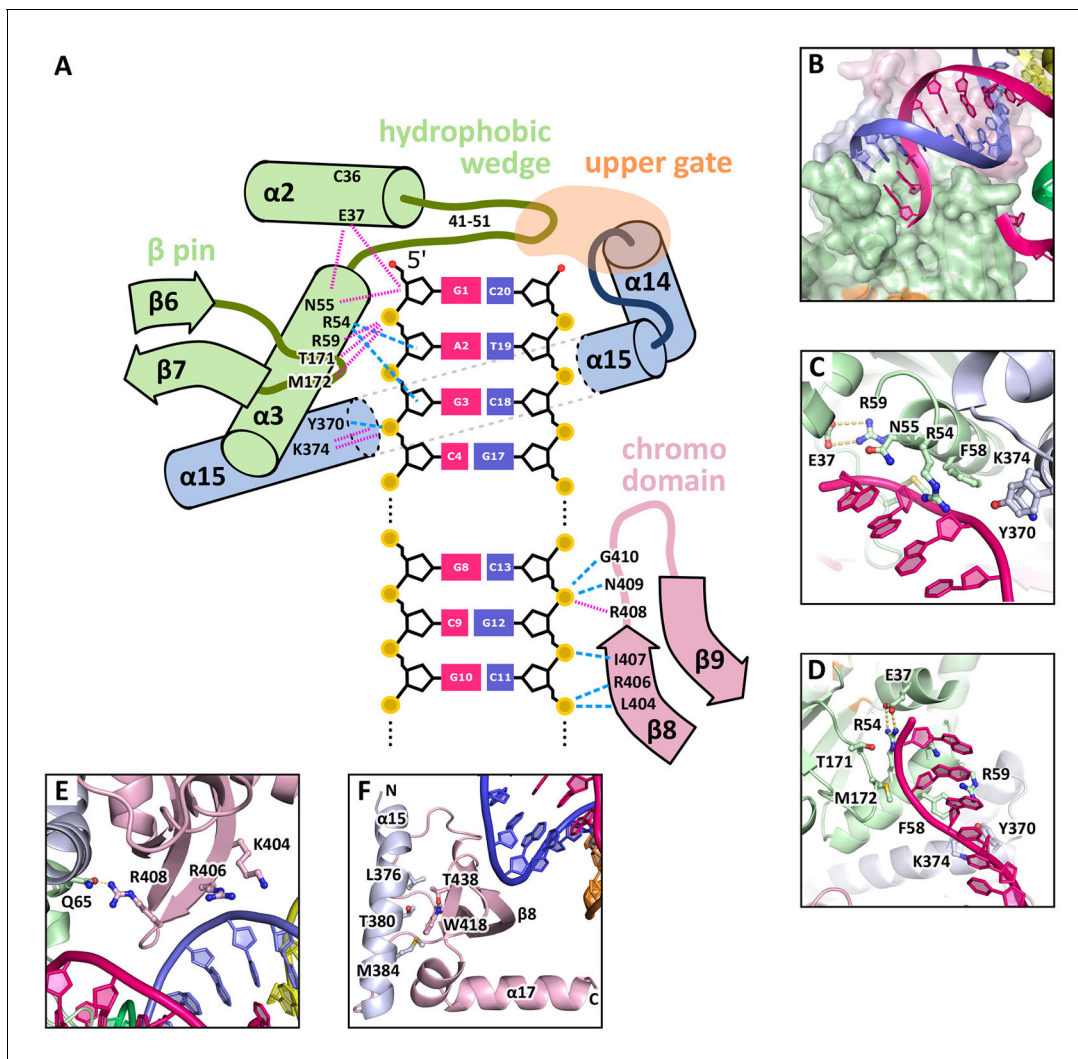 A
hydrophobic
wedge
upper gate
α2
C36
E37
41-51
β pin
5'
β6
N55
R54
R59
T171
M172
β7
α3
Y370
K374
α15
α14
α15
G1 C20
A2 T19
G3 C18
C4 G17
chromo
domain
G8 C13
C9 G12
G10 C11
G410
N409
R408
I407
R406
L404
β9
β8
B
C
R59
N55
R54
E37
F58
K374
Y370
D
E37
R54
T171
R59
M172
F58
Y370
K374
E
K404
R408
R406
Q65
F
N
α15
L376
T438
T380
β8
W418
M384
α17
C